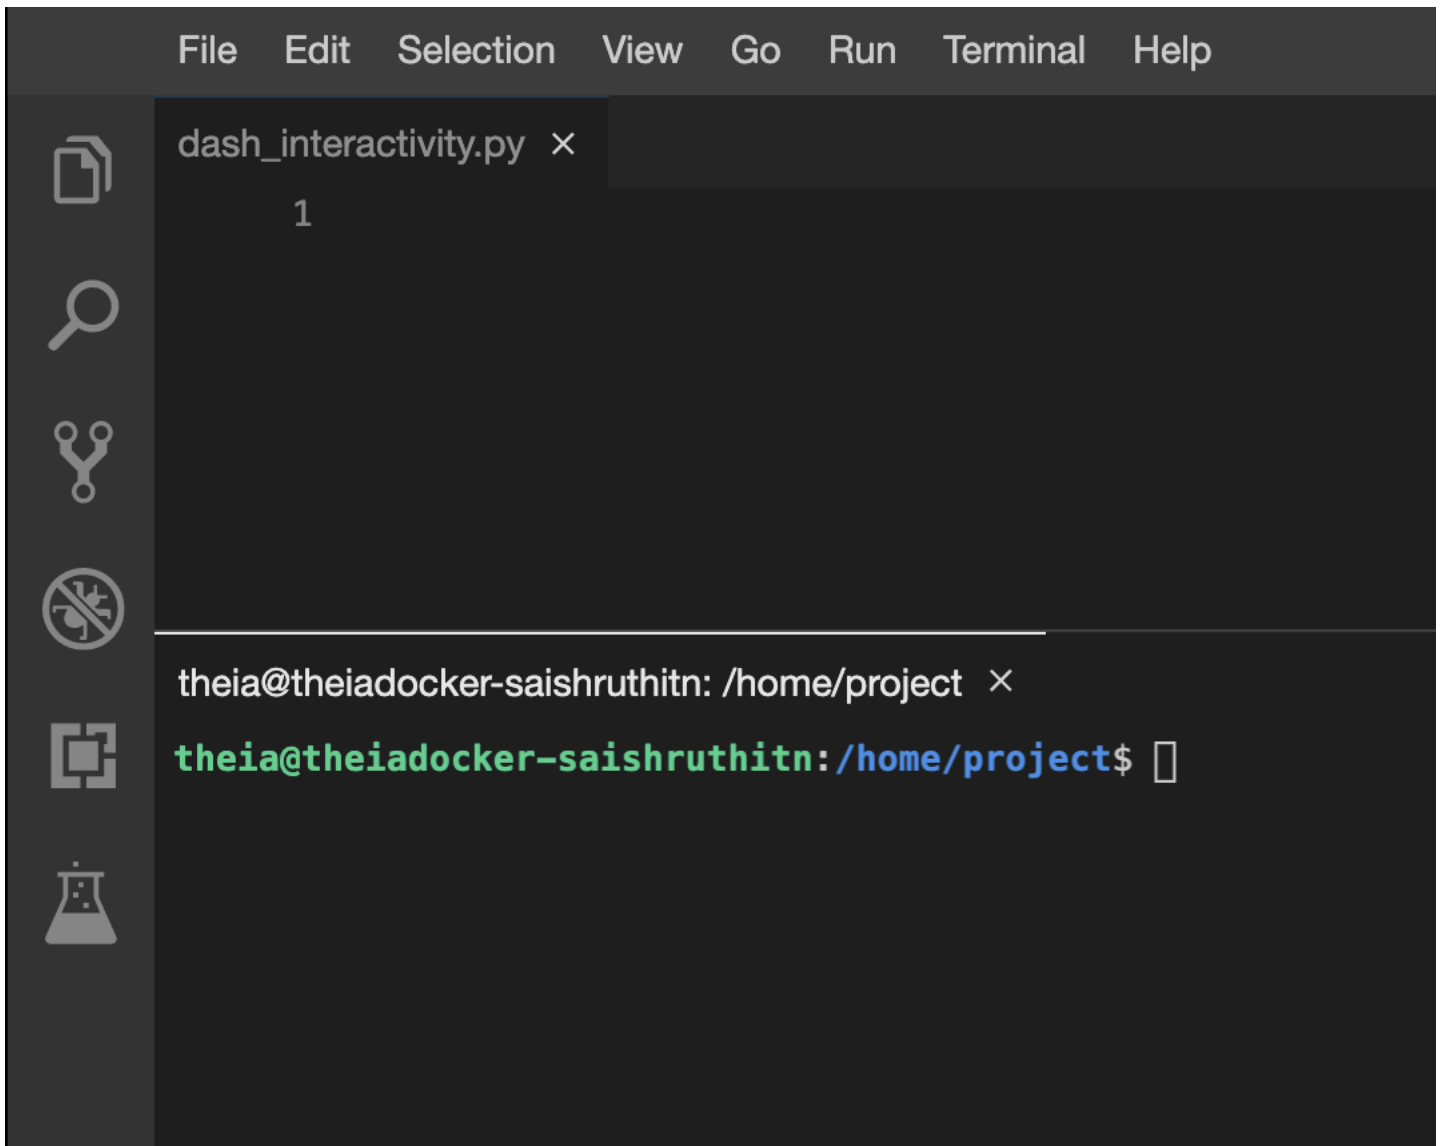 File Edit Selection View Go Run Terminal Help
dash_interactivity.py ×
1
theia@theiadocker-saishruthitn: /home/project ×
theia@theiadocker-saishruthitn:/home/project$